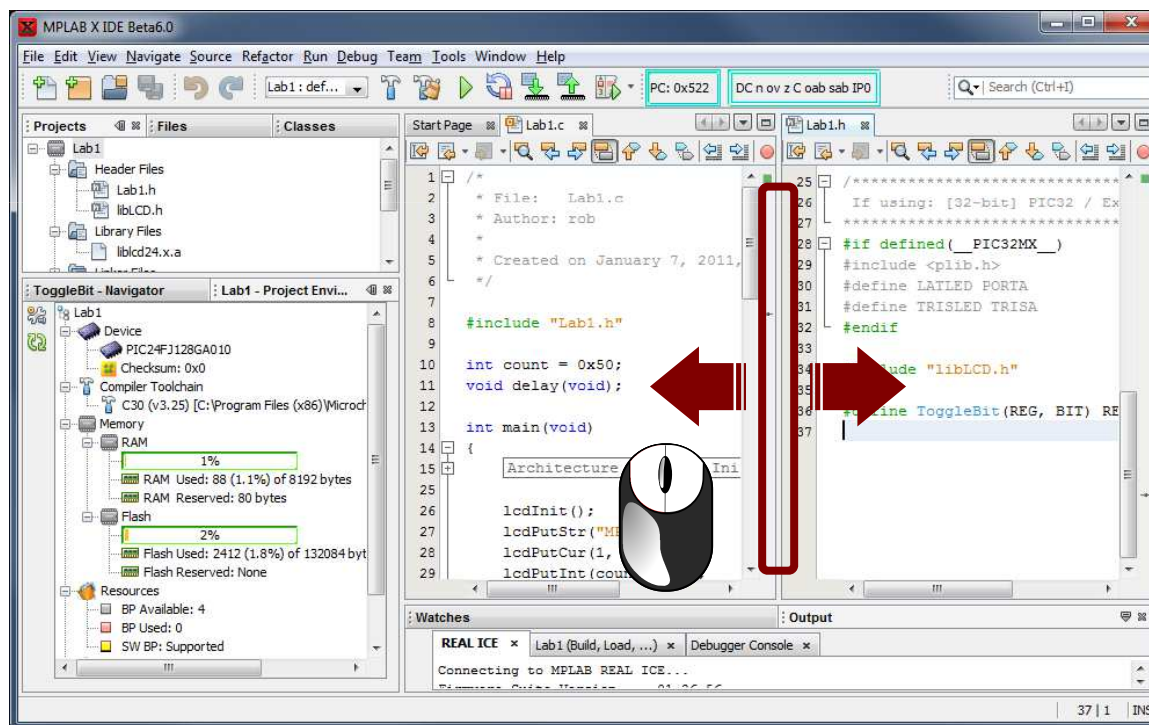 MPLAB X IDE Beta6.0
File Edit View Navigate Source Refactor Run Debug Team Tools Window Help
Lab1 : def...
PC: 0x522
DC n ov z C oab sab IP0
Search (Ctrl+I)
Projects
Files
Classes
Lab1
Header Files
Lab1.h
libLCD.h
Library Files
liblcd24.x.a
ToggleBit - Navigator
Lab1 - Project Envi...
Lab1
Device
PIC24FJ128GA010
Checksum: 0x0
Compiler Toolchain
C30 (v3.25) [C:\Program Files (x86)\Microch
Memory
RAM
1%
RAM Used: 88 (1.1%) of 8192 bytes
RAM Reserved: 80 bytes
Flash
2%
Flash Used: 2412 (1.8%) of 132084 byt
Flash Reserved: None
Resources
BP Available: 4
BP Used: 0
SW BP: Supported
Start Page
Lab1.c
1 /*
2 * File: Lab1.c
3 * Author: rob
4 *
5 * Created on January 7, 2011,
6 */
7
8 #include "Lab1.h"
9
10 int count = 0x50;
11 void delay(void);
12
13 int main(void)
14 {
15 Architecture Ini
25
26 lcdInit();
27 lcdPutStr(
28 lcdPutCur(1,
29 lcdPutInt(
Lab1.h
25 /*****************************
26 If using: [32-bit] PIC32 / Ex
27 ******************************
28 #if defined(__PIC32MX__)
29 #include <plib.h>
30 #define LATLED PORTA
31 #define TRISLED TRISA
32 #endif
33
34 "libLCD.h"
35
36 ToggleBit(REG, BIT) RE
37
Watches
Output
REAL ICE
Lab1 (Build, Load, ...)
Debugger Console
Connecting to MPLAB REAL ICE...
37 | 1
INS